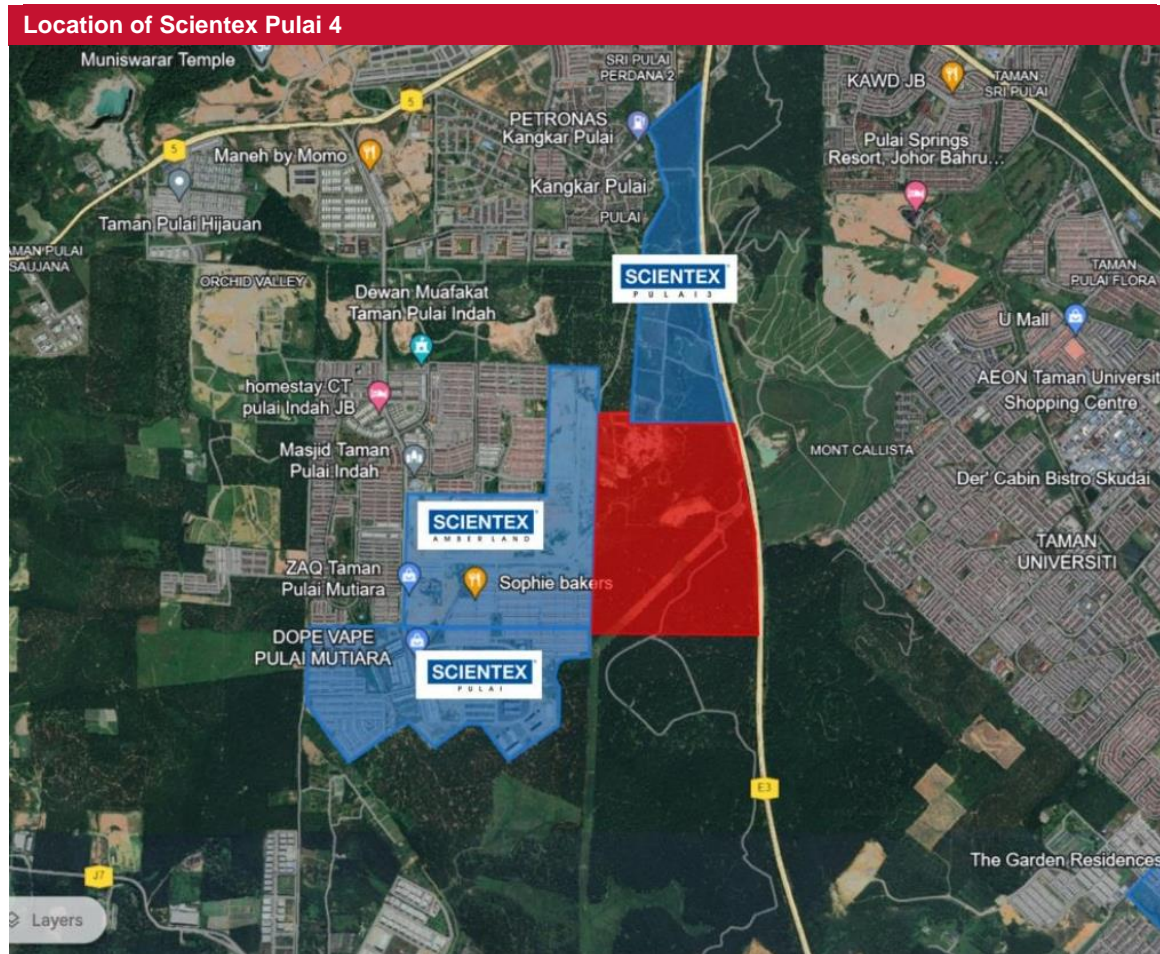 Location of Scientex Pulai 4
Muniswarar Temple
SRI PULAI
PERDANA 2
KAWD JB
TAMAN
SRI PULAI
5
PETRONAS
Kangkar Pulai
5
Maneh by Momo
Pulai Springs
Resort, Johor Bahru...
Kangkar Pulai
PULAI
Taman Pulai Hijauan
AMAN PULAI
SAUJANA
ORCHID VALLEY
SCIENTEX
PULAI 3
TAMAN
PULAI FLORA
Dewan Muafakat
Taman Pulai Indah
U Mall
homestay CT
pulai Indah JB
AEON Taman Universit
Shopping Centre
Masjid Taman
Pulai Indah
MONT CALLISTA
Der' Cabin Bistro Skudai
SCIENTEX
AMBER LAND
TAMAN
UNIVERSITI
ZAQ Taman
Pulai Mutiara
Sophie bakers
DOPE VAPE
PULAI MUTIARA
SCIENTEX
PULAI
E3
The Garden Residences
J7
Layers